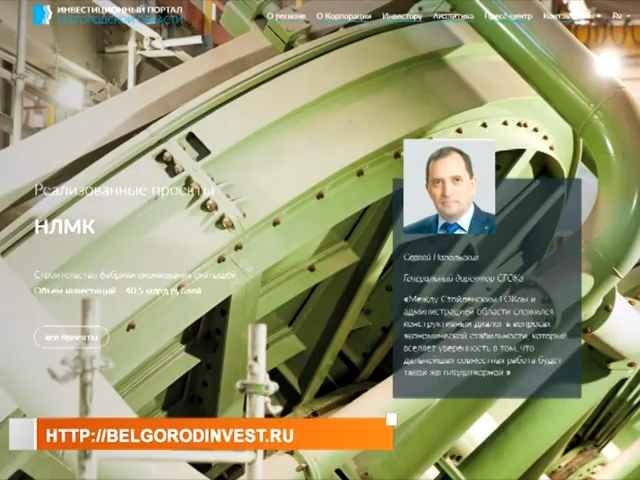 ИНВЕСТИЦИОННЫЙ ПОРТАЛ
БЕЛГОРОДСКОЙ ОБЛАСТИ
О регионе О Корпорации Инвестору Аналитика Пресс-центр Контакты Ru
Реализованные проекты
НЛМК
Строительство фабрики окомкования окатышей
Объем инвестиций – 40,5 млрд рублей
все проекты
Сергей Напольских
Генеральный директор СГОКа
«Между Стойленским ГОКом и
администрацией области сложился
конструктивный диалог в вопросах
экономической стабильности, который
вселяет уверенность в том, что
дальнейшая совместная работа будет
такой же плодотворной.»
HTTP://BELGORODINVEST.RU